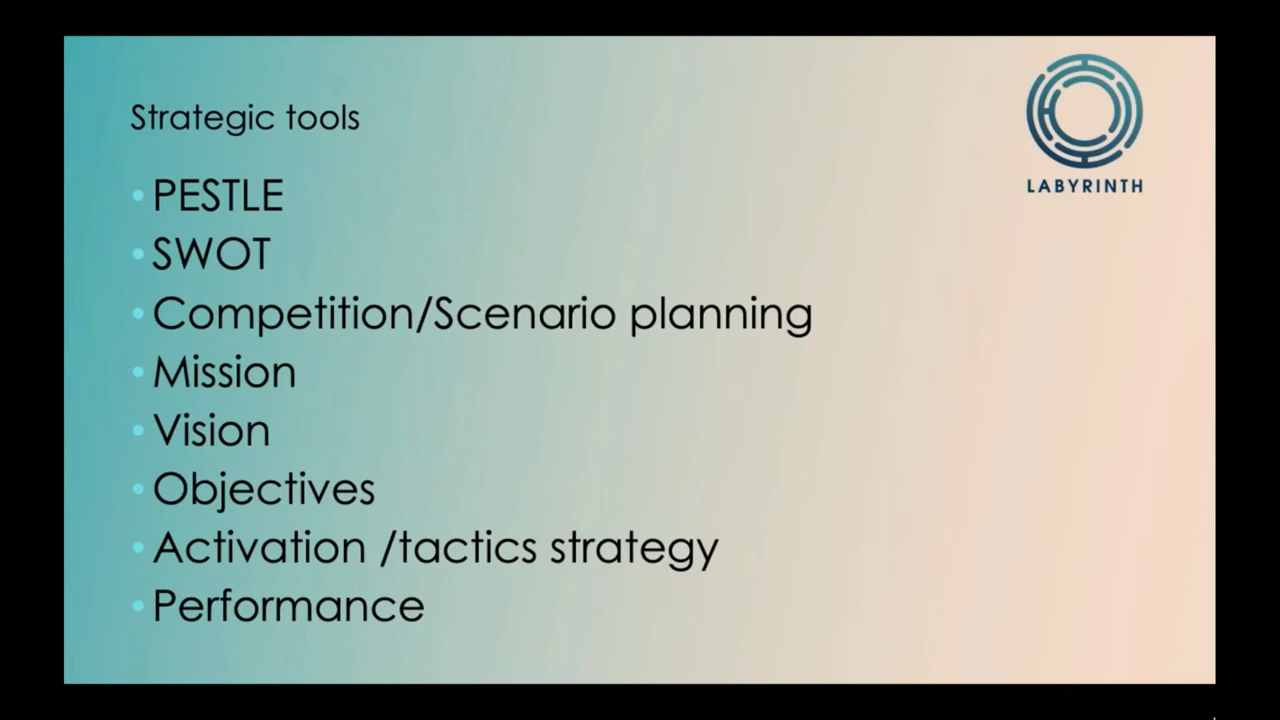 Strategic tools
LABYRINTH
• PESTLE
• SWOT
• Competition/Scenario planning
• Mission
• Vision
• Objectives
• Activation /tactics strategy
• Performance